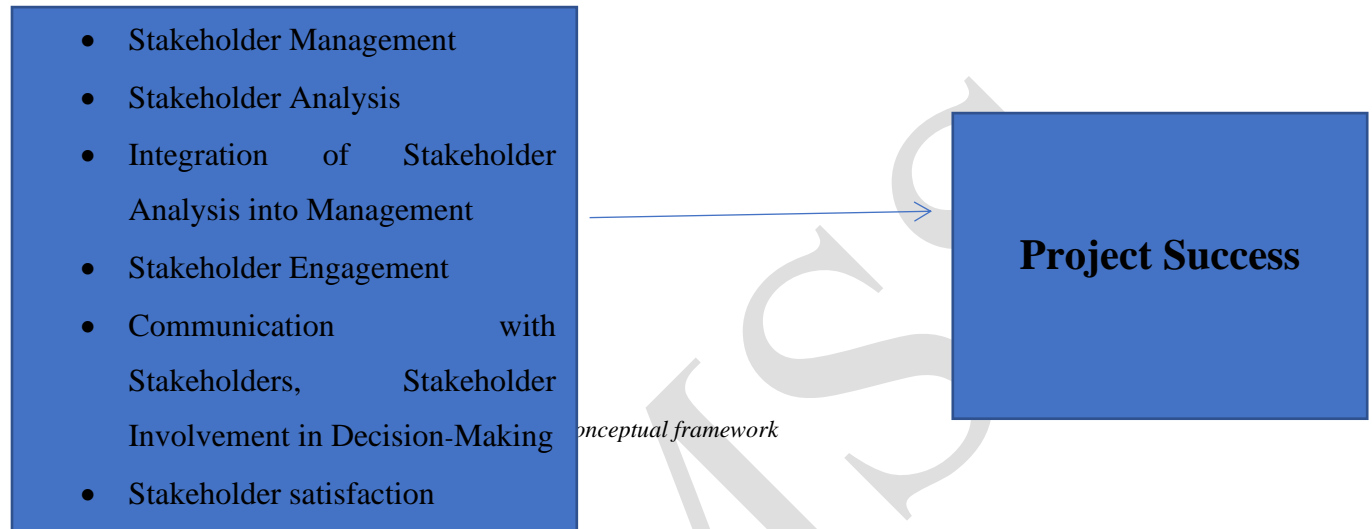 • Stakeholder Management
• Stakeholder Analysis
• Integration of Stakeholder
Analysis into Management
• Stakeholder Engagement
• Communication with
Stakeholders, Stakeholder
Involvement in Decision-Making
• Stakeholder satisfaction
Project Success
framework